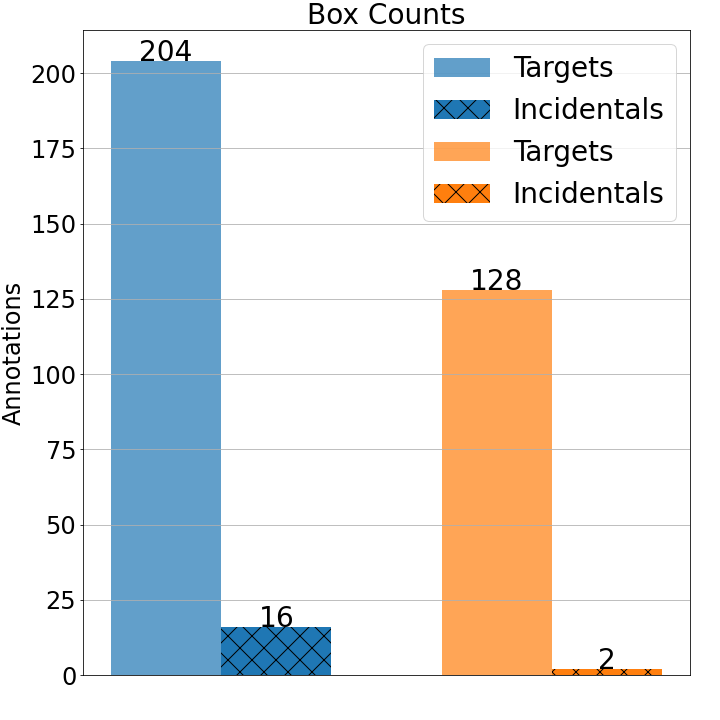 Box Counts
Annotations
200
175
150
125
100
75
50
25
0
204
16
128
2
Targets
Incidentals
Targets
Incidentals